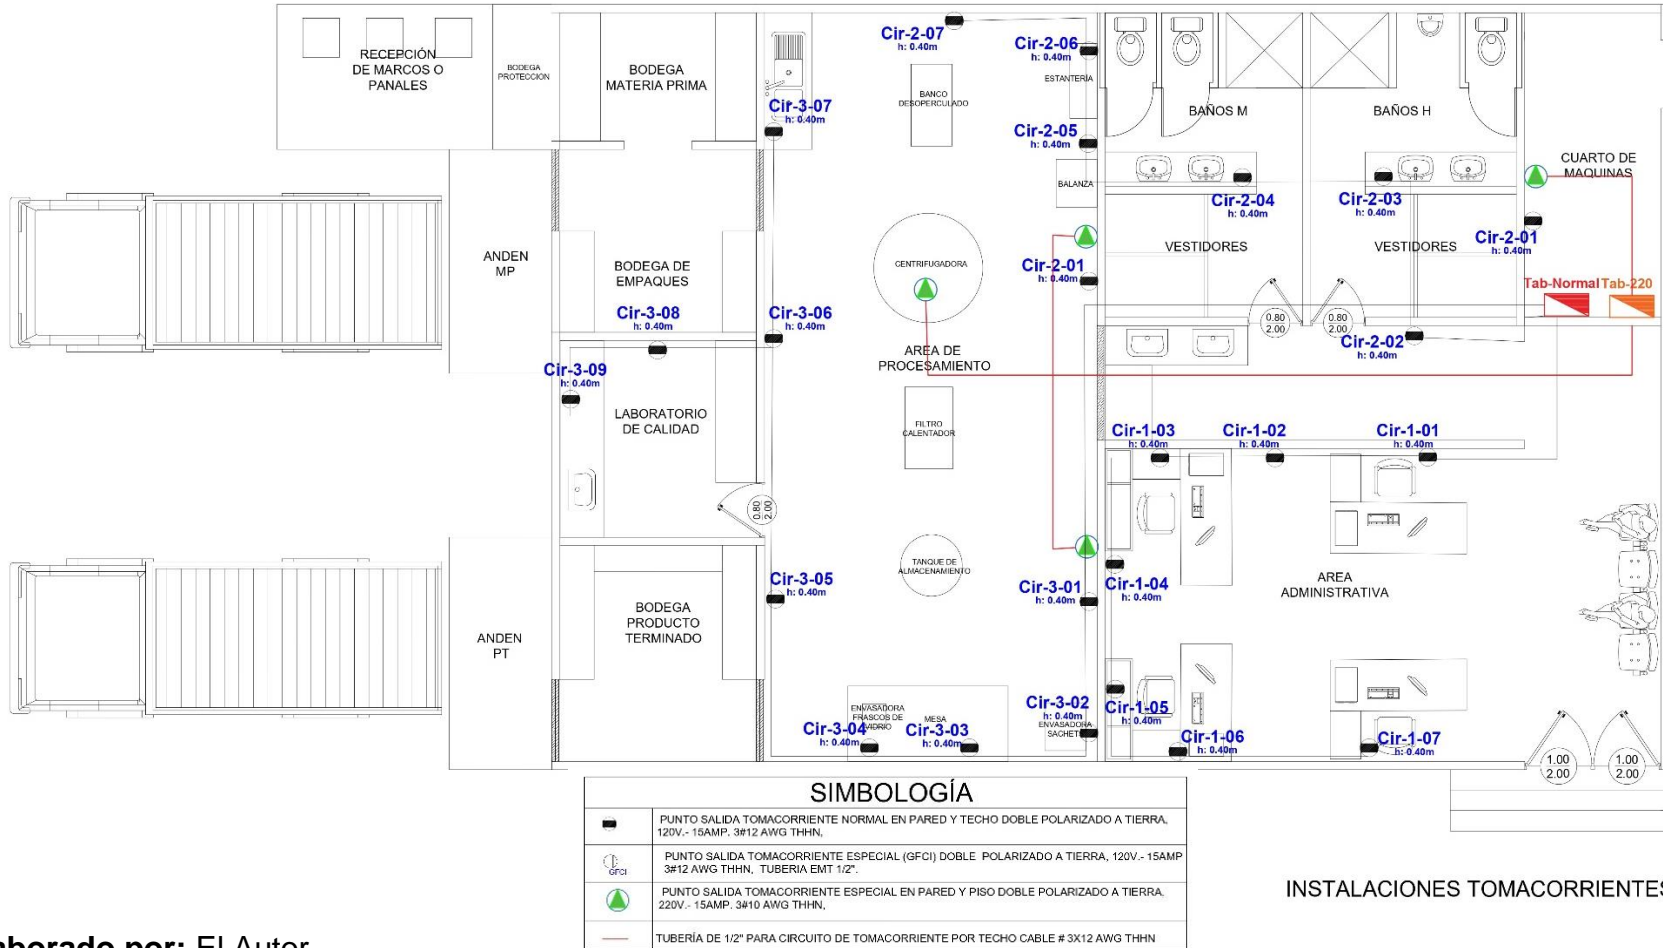 RECEPCIÓN
DE MARCOS O
PANALES
BODEGA
PROTECCION
BODEGA
MATERIA PRIMA
Cir-2-07
h: 0.40m
Cir-2-06
h: 0.40m
ESTANTERÍA
BANCO
DESOPERCULADO
Cir-3-07
h: 0.40m
Cir-2-05
h: 0.40m
BALANZA
BAÑOS M
BAÑOS H
CUARTO DE
MAQUINAS
Cir-2-04
h: 0.40m
Cir-2-03
h: 0.40m
Cir-2-01
h: 0.40m
VESTIDORES
VESTIDORES
ANDEN
MP
BODEGA DE
EMPAQUES
CENTRIFUGADORA
Cir-2-01
h: 0.40m
Tab-Normal
Tab-220
Cir-3-08
h: 0.40m
Cir-3-06
h: 0.40m
0.80
2.00
0.80
2.00
Cir-2-02
h: 0.40m
AREA DE
PROCESAMIENTO
Cir-3-09
h: 0.40m
LABORATORIO
DE CALIDAD
FILTRO
CALENTADOR
Cir-1-03
h: 0.40m
Cir-1-02
h: 0.40m
Cir-1-01
h: 0.40m
0.80
2.00
TANQUE DE
ALMACENAMIENTO
Cir-3-05
h: 0.40m
Cir-3-01
h: 0.40m
Cir-1-04
h: 0.40m
AREA
ADMINISTRATIVA
BODEGA
PRODUCTO
TERMINADO
ANDEN
PT
ENVASADORA
FRASCOS DE
VIDRIO
MESA
Cir-3-04
h: 0.40m
Cir-3-03
h: 0.40m
Cir-3-02
h: 0.40m
ENVASADORA
SACHET
Cir-1-05
h: 0.40m
Cir-1-06
h: 0.40m
Cir-1-07
h: 0.40m
1.00
2.00
1.00
2.00
SIMBOLOGÍA
PUNTO SALIDA TOMACORRIENTE NORMAL EN PARED Y TECHO DOBLE POLARIZADO A TIERRA,
120V.- 15AMP. 3#12 AWG THHN,
GFCI
PUNTO SALIDA TOMACORRIENTE ESPECIAL (GFCI) DOBLE POLARIZADO A TIERRA, 120V.- 15AMP
3#12 AWG THHN, TUBERIA EMT 1/2".
PUNTO SALIDA TOMACORRIENTE ESPECIAL EN PARED Y PISO DOBLE POLARIZADO A TIERRA.
220V.- 15AMP. 3#10 AWG THHN,
TUBERÍA DE 1/2" PARA CIRCUITO DE TOMACORRIENTE POR TECHO CABLE # 3X12 AWG THHN
INSTALACIONES TOMACORRIENTES
aborado por: El Autor